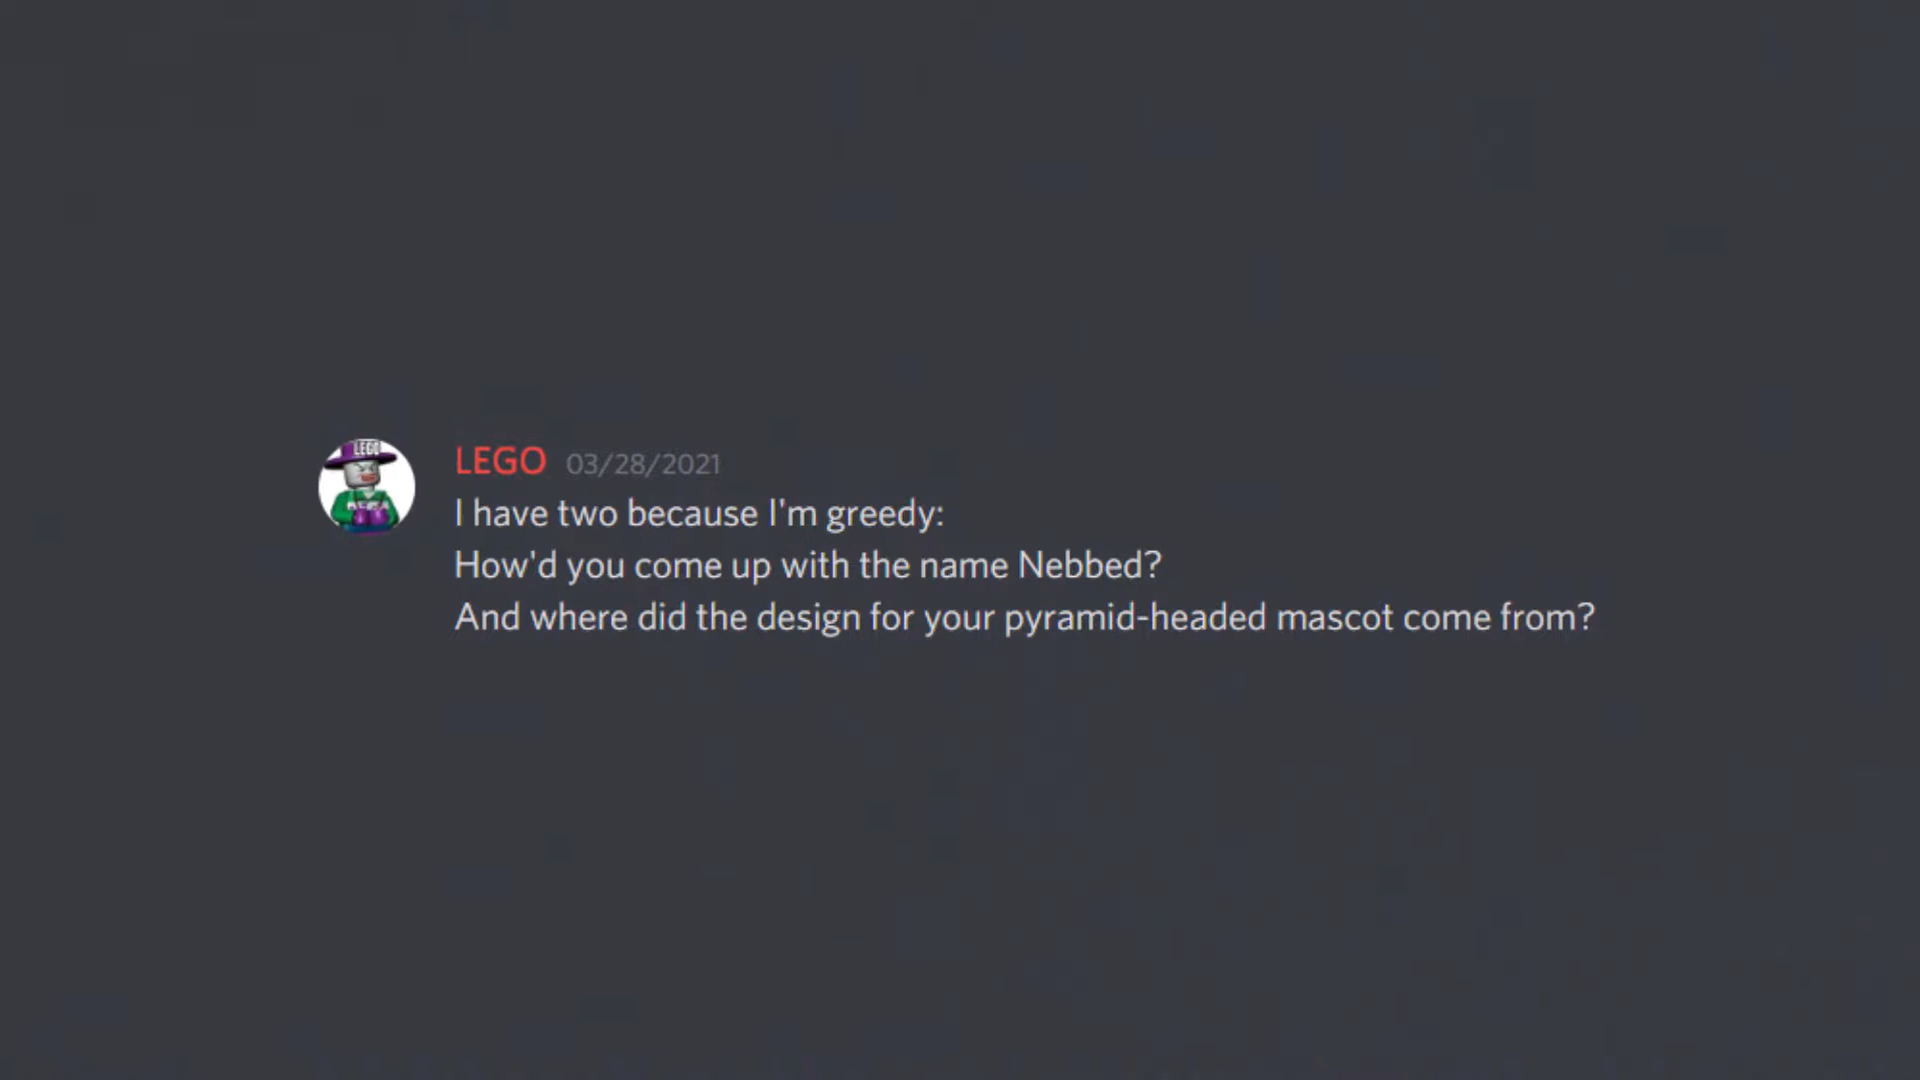 LEGO
LEGO 03/28/2021
I have two because I'm greedy:
How'd you come up with the name Nebbed?
And where did the design for your pyramid-headed mascot come from?